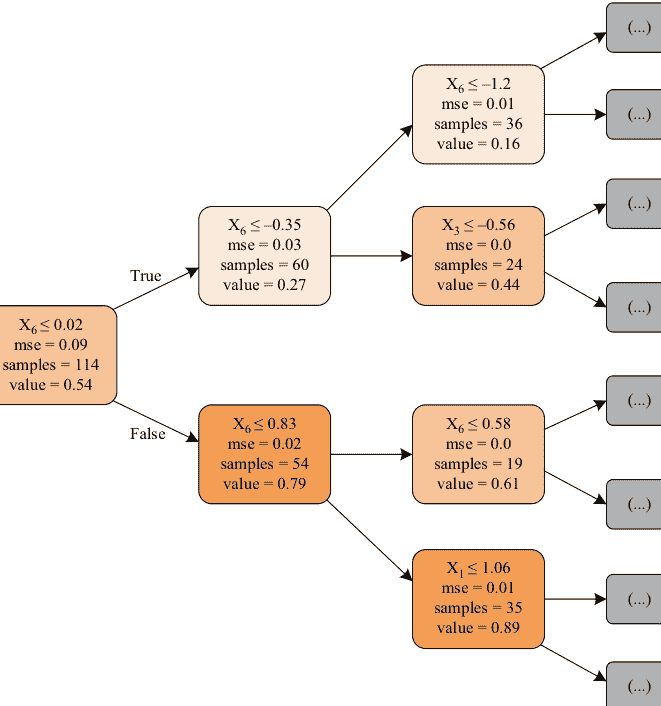 X6 ≤ 0.02
mse = 0.09
samples = 114
value = 0.54
True
False
X6 ≤ –0.35
mse = 0.03
samples = 60
value = 0.27
X6 ≤ 0.83
mse = 0.02
samples = 54
value = 0.79
X6 ≤ –1.2
mse = 0.01
samples = 36
value = 0.16
X3 ≤ –0.56
mse = 0.0
samples = 24
value = 0.44
X6 ≤ 0.58
mse = 0.0
samples = 19
value = 0.61
X1 ≤ 1.06
mse = 0.01
samples = 35
value = 0.89
(...)
(...)
(...)
(...)
(...)
(...)
(...)
(...)